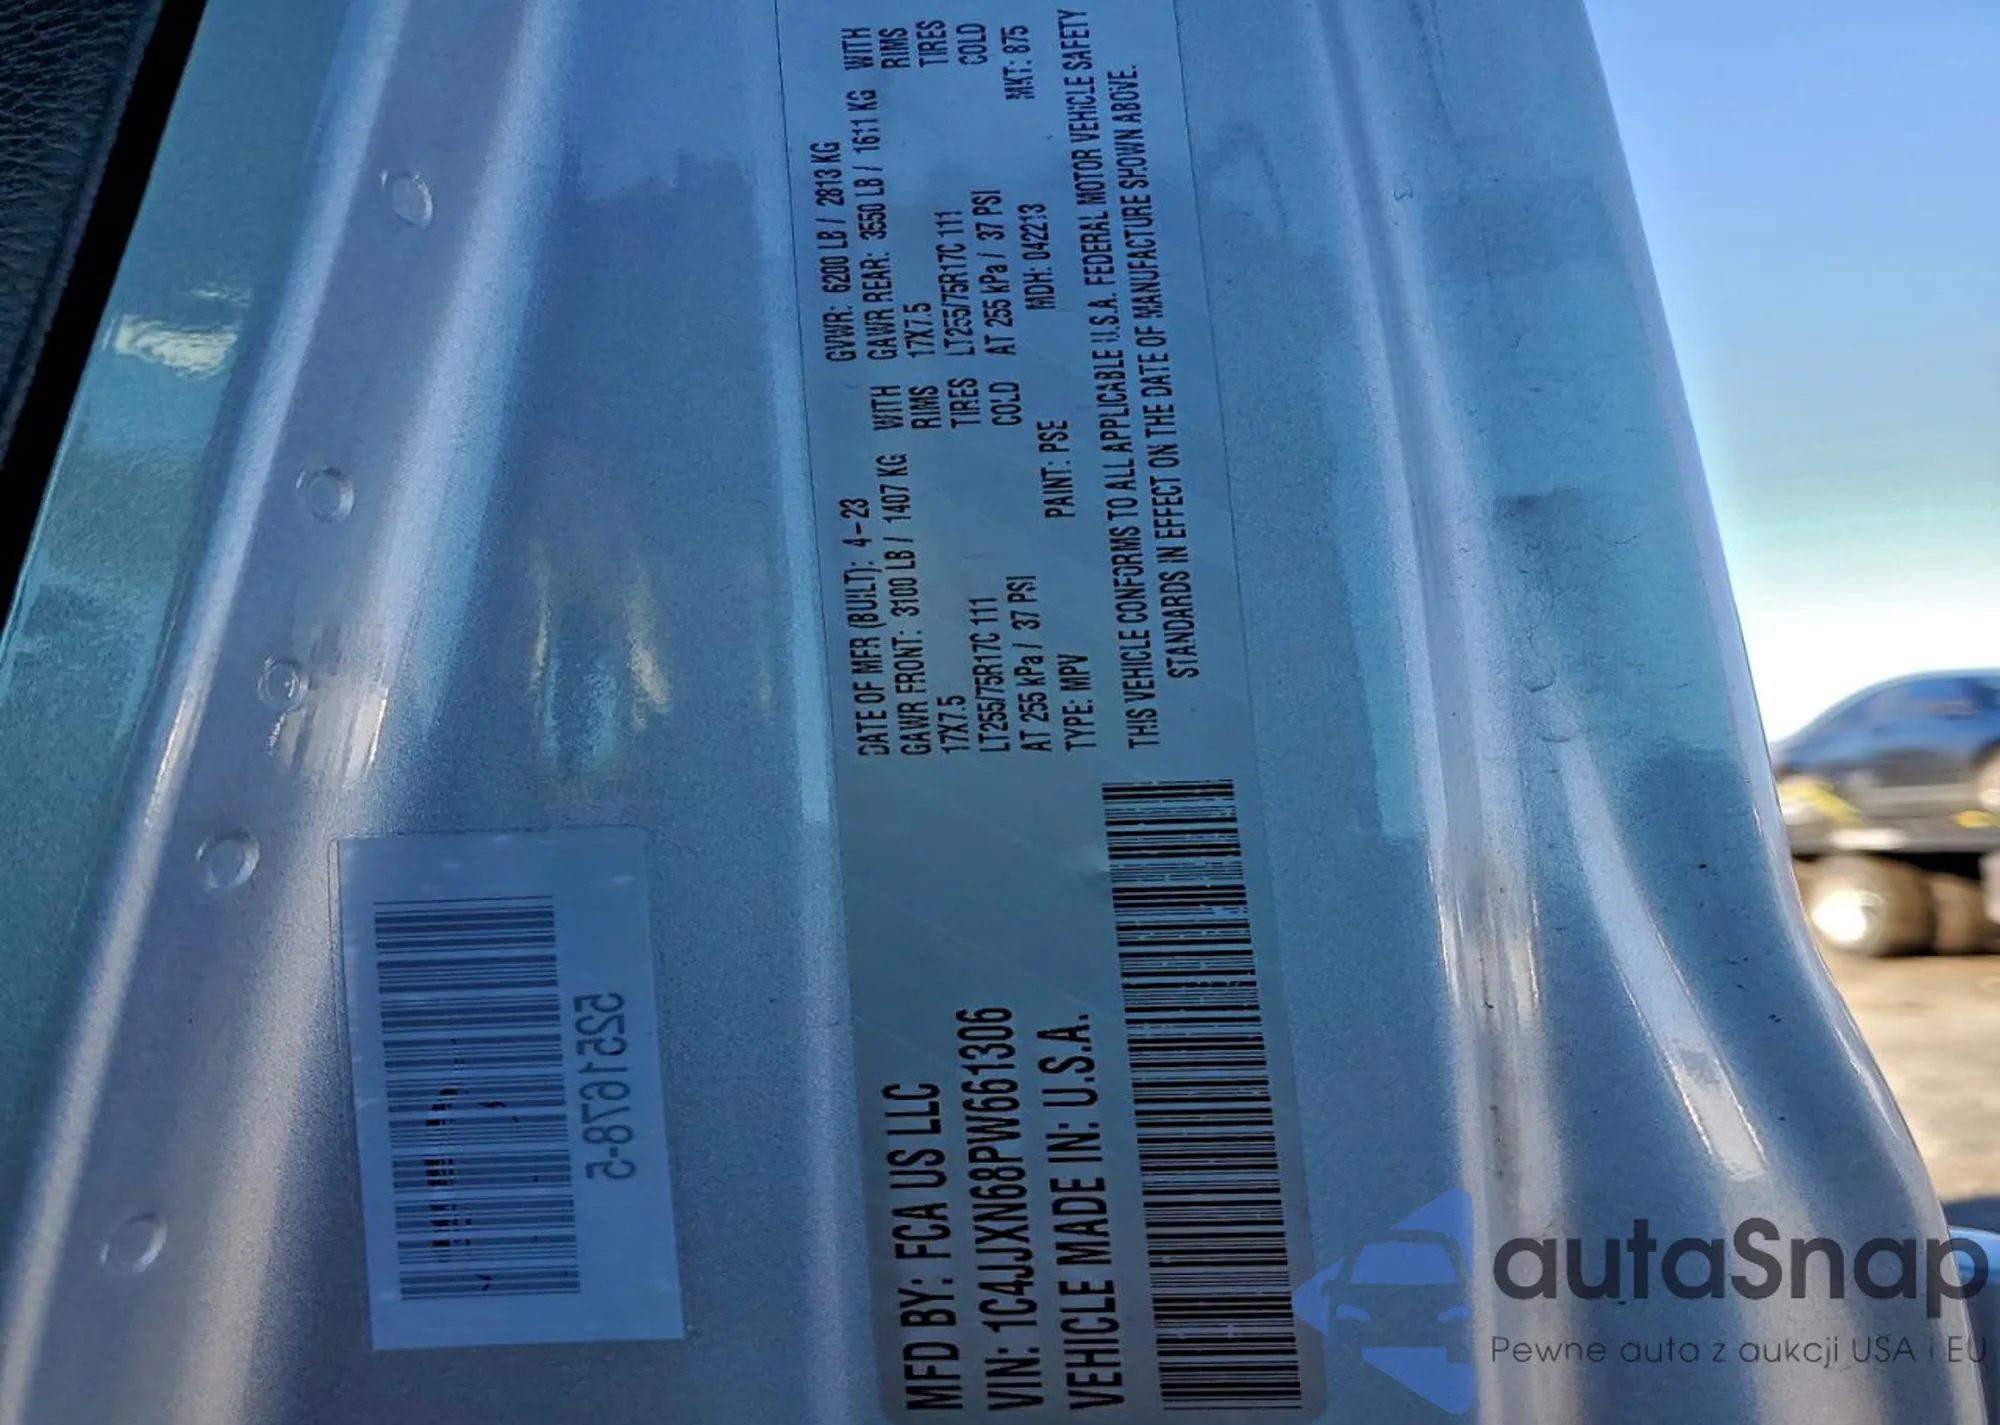 MFD BY: FCA US LLC
VIN: 1C4JJXN68PW661306
VEHICLE MADE IN: U.S.A.
DATE OF MFR (BUILT): 4-23 GVWR: 6200 LB / 2813 KG
GAWR FRONT: 3100 LB / 1407 KG WITH GAWR REAR: 3550 LB / 1611 KG WITH
17X7.5 RIMS 17X7.5 RIMS
LT255/75R17C 111 TIRES LT255/75R17C 111 TIRES
AT 255 kPa / 37 PSI COLD AT 255 kPa / 37 PSI COLD
TYPE: MPV PAINT: PSE MDH: 042213 MKT: 875
THIS VEHICLE CONFORMS TO ALL APPLICABLE U.S.A. FEDERAL MOTOR VEHICLE SAFETY
STANDARDS IN EFFECT ON THE DATE OF MANUFACTURE SHOWN ABOVE.
5251678-5
autaSnap
Pewne auta z aukcji USA i EU